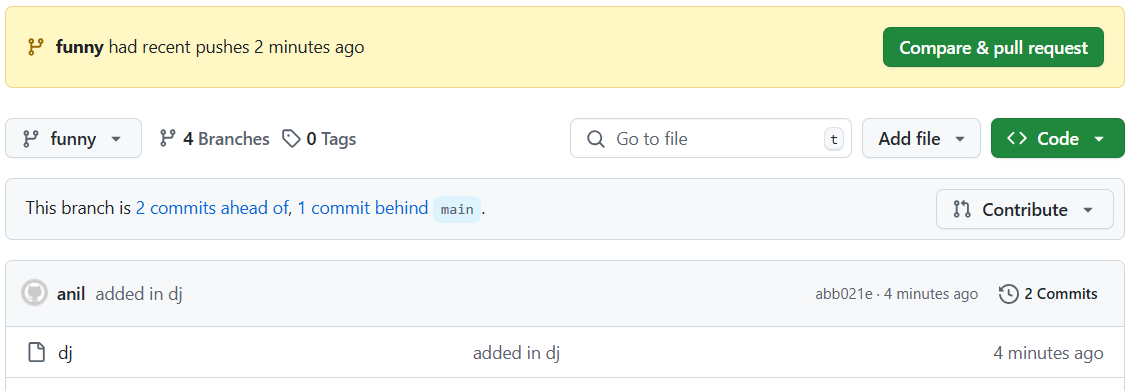 funny had recent pushes 2 minutes ago
Compare & pull request
funny
4 Branches
0 Tags
Go to file
t
Add file
Code
This branch is 2 commits ahead of, 1 commit behind main.
Contribute
anil added in dj
abb021e · 4 minutes ago
2 Commits
dj
added in dj
4 minutes ago